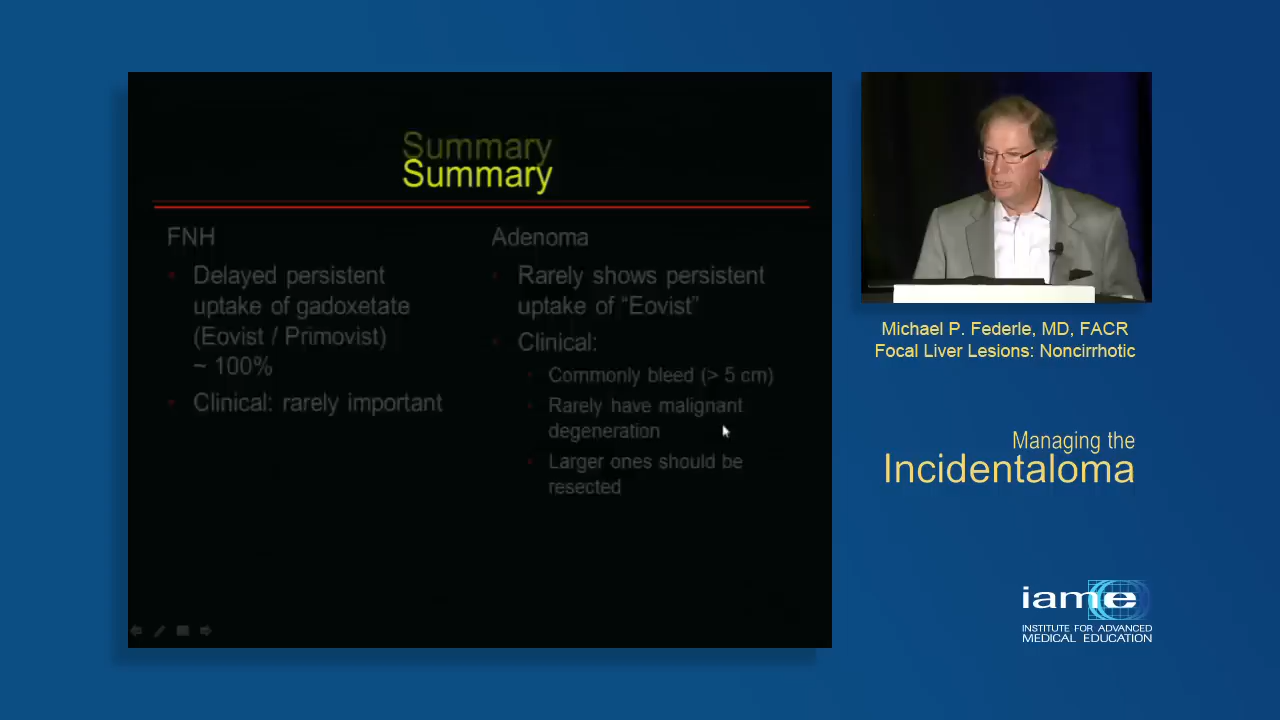 Summary
Summary
FNH
Delayed persistent
uptake of gadoxetate
(Eovist / Primovist)
~ 100%
Clinical: rarely important
Adenoma
Rarely shows persistent
uptake of “Eovist”
Clinical:
Commonly bleed (> 5 cm)
Rarely have malignant
degeneration
Larger ones should be
resected
Michael P. Federle, MD, FACR
Focal Liver Lesions: Noncirrhotic
Managing the
Incidentaloma
iame
INSTITUTE FOR ADVANCED
MEDICAL EDUCATION